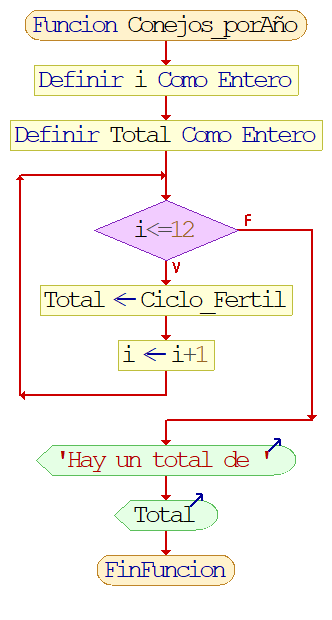 Funcion Conejos_porAño
Definir i Como Entero
Definir Total Como Entero
i<=12
F
V
Total ← Ciclo_Fertil
i ← i+1
'Hay un total de '
Total
FinFuncion